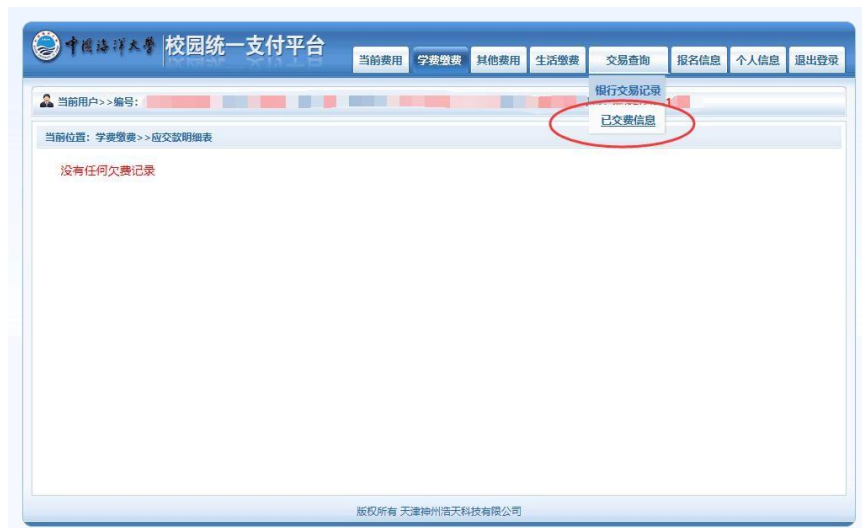 中国海洋大学 校园统一支付平台
当前费用 学费缴费 其他费用 生活缴费 交易查询 报名信息 个人信息 退出登录
银行交易记录
当前用户>>编号:
已交费信息
当前位置：学费缴费>>应交款明细表
没有任何欠费记录
版权所有 天津神州浩天科技有限公司